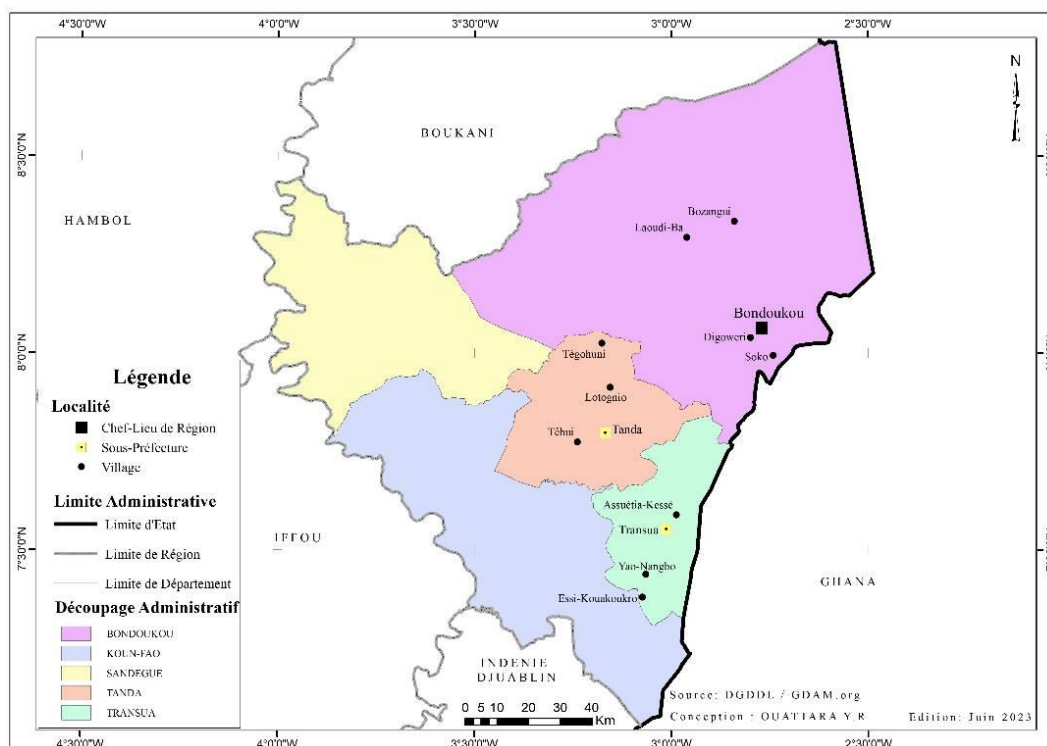 4°30'0"W
4°0'0"W
3°30'0"W
3°0'0"W
2°30'0"W
N
BOUKANI
8°30'0"N
HAMBOL
Bozangui
Laoudi-Ba
Bondoukou
Digoweri
Soko
8°0'0"N
Tégohuni
Lotognio
Tanda
Téhui
Assuétia-Kessé
Transua
7°30'0"N
IFFOU
Yao-Nangbo
GHANA
Essi-Kouakoukro
INDENIE
DJUABLIN
Légende
Localité
Chef-Lieu de Région
Sous-Préfecture
Village
Limite Administrative
Limite d'Etat
Limite de Région
Limite de Département
Découpage Administratif
BONDOUKOU
KOUN-FAO
SANDEGUE
TANDA
TRANSUA
0 5 10 20 30 40
Km
Source: DGDDL / GDAM.org
Conception : OUATTARA Y.R
Edition: Juin 2023
4°30'0"W
4°0'0"W
3°30'0"W
3°0'0"W
2°30'0"W